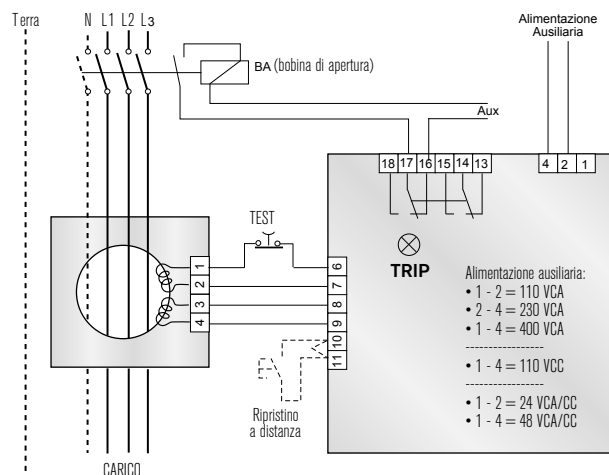 Terra
N L1 L2 L3
Alimentazione
Ausiliaria
BA (bobina di apertura)
Aux
18 17 16 15 14 13
4 2 1
TEST
TRIP
1
2
3
4
6
7
8
9
10
11
Alimentazione ausiliaria:
• 1 - 2 = 110 VCA
• 2 - 4 = 230 VCA
• 1 - 4 = 400 VCA
----------------
• 1 - 4 = 110 VCC
----------------
• 1 - 2 = 24 VCA/CC
• 1 - 4 = 48 VCA/CC
Ripristino
a distanza
CARICO